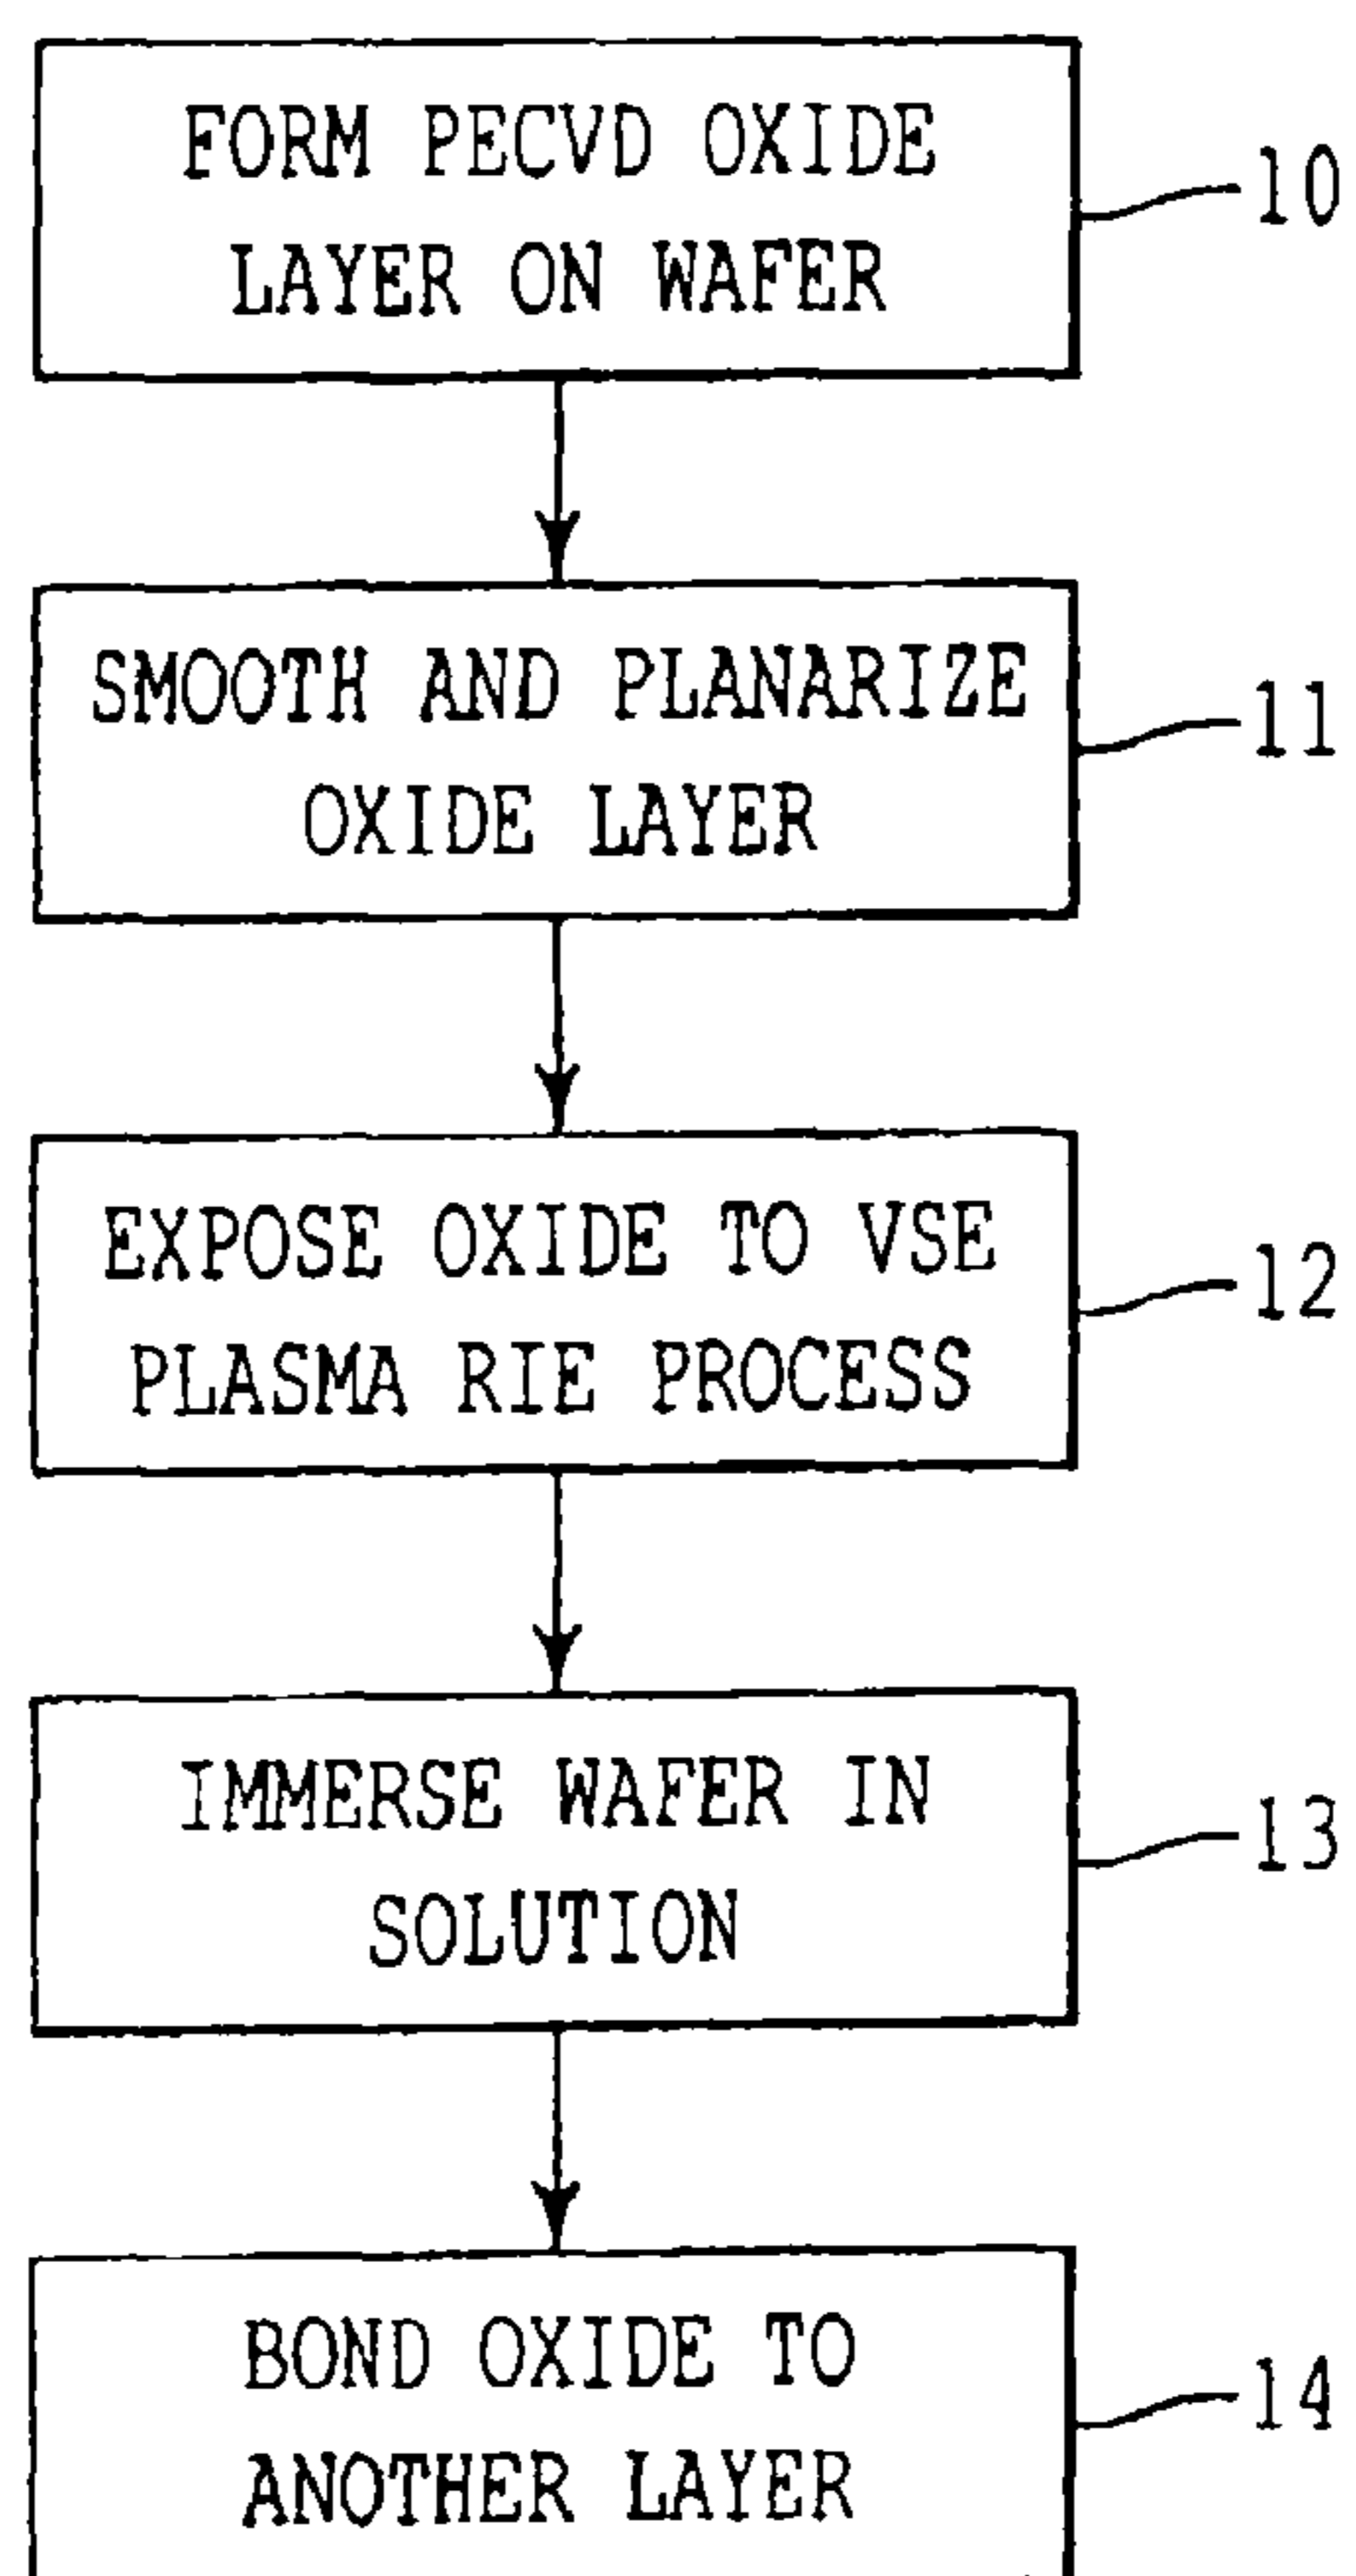 FORM PECVD OXIDE
LAYER ON WAFER
10
SMOOTH AND PLANARIZE
OXIDE LAYER
11
EXPOSE OXIDE TO VSE
PLASMA RIE PROCESS
12
IMMERSE WAFER IN
SOLUTION
13
BOND OXIDE TO
ANOTHER LAYER
14